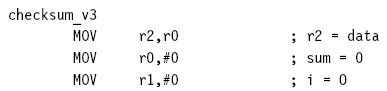 checksum_v3
MOV r2,r0 ; r2 = data
MOV r0,#0 ; sum = 0
MOV r1,#0 ; i = 0